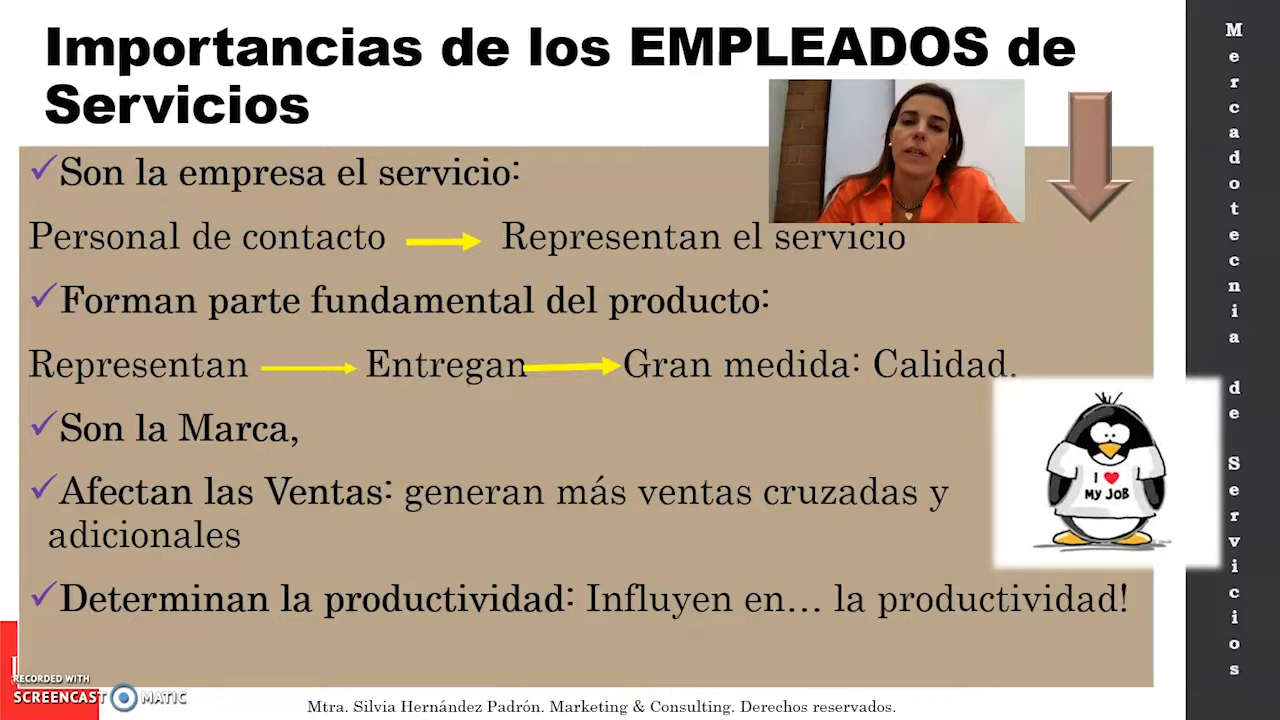 Importancias de los EMPLEADOS de
Servicios
Son la empresa el servicio:
Personal de contacto Representan el servicio
Forman parte fundamental del producto:
Representan Entregan Gran medida: Calidad.
Son la Marca,
Afectan las Ventas: generan más ventas cruzadas y
adicionales
Determinan la productividad: Influyen en… la productividad!
I ♥
MY JOB
Mercadotecnia de Servicios
RECORDED WITH
SCREENCAST MATIC
Mtra. Silvia Hernández Padrón. Marketing & Consulting. Derechos reservados.